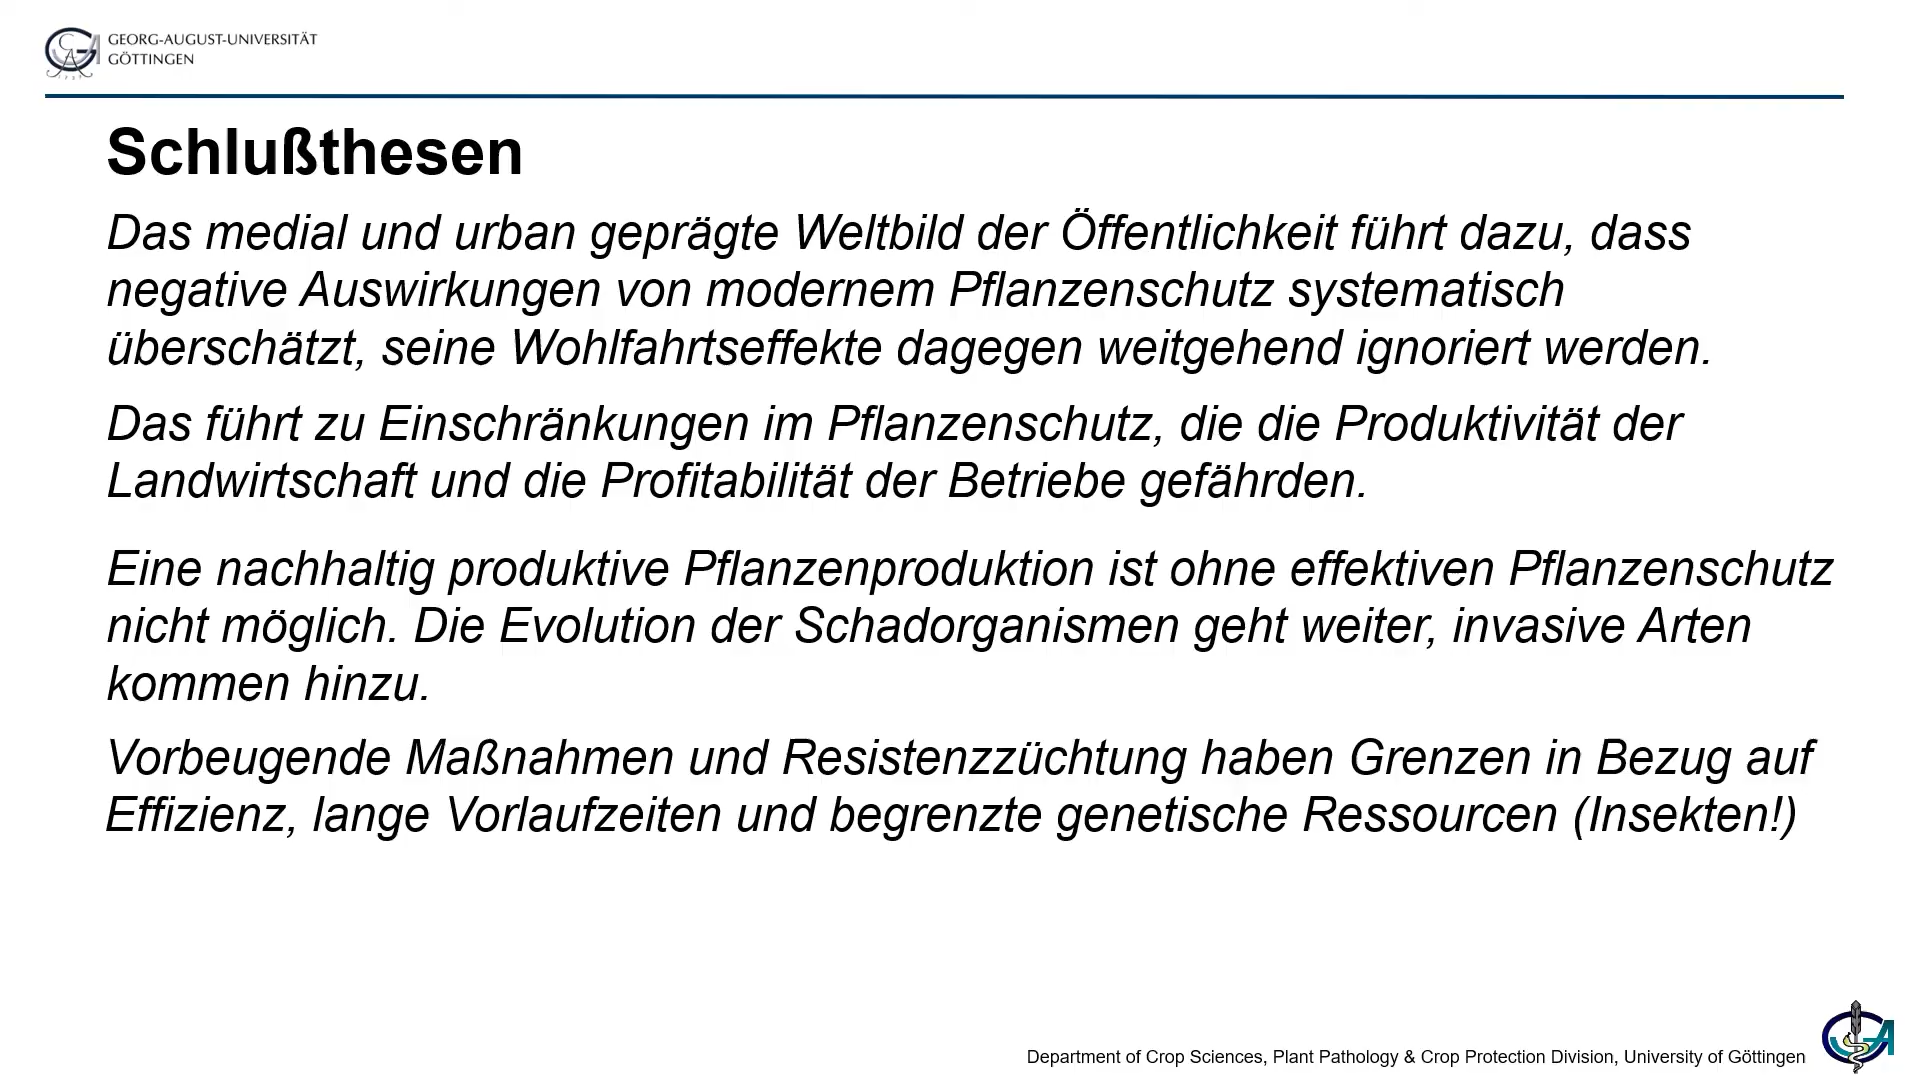 GEORG-AUGUST-UNIVERSITÄT
GÖTTINGEN
Schlußthesen
Das medial und urban geprägte Weltbild der Öffentlichkeit führt dazu, dass
negative Auswirkungen von modernem Pflanzenschutz systematisch
überschätzt, seine Wohlfahrtseffekte dagegen weitgehend ignoriert werden.
Das führt zu Einschränkungen im Pflanzenschutz, die die Produktivität der
Landwirtschaft und die Profitabilität der Betriebe gefährden.
Eine nachhaltig produktive Pflanzenproduktion ist ohne effektiven Pflanzenschutz
nicht möglich. Die Evolution der Schadorganismen geht weiter, invasive Arten
kommen hinzu.
Vorbeugende Maßnahmen und Resistenzzüchtung haben Grenzen in Bezug auf
Effizienz, lange Vorlaufzeiten und begrenzte genetische Ressourcen (Insekten!)
Department of Crop Sciences, Plant Pathology & Crop Protection Division, University of Göttingen